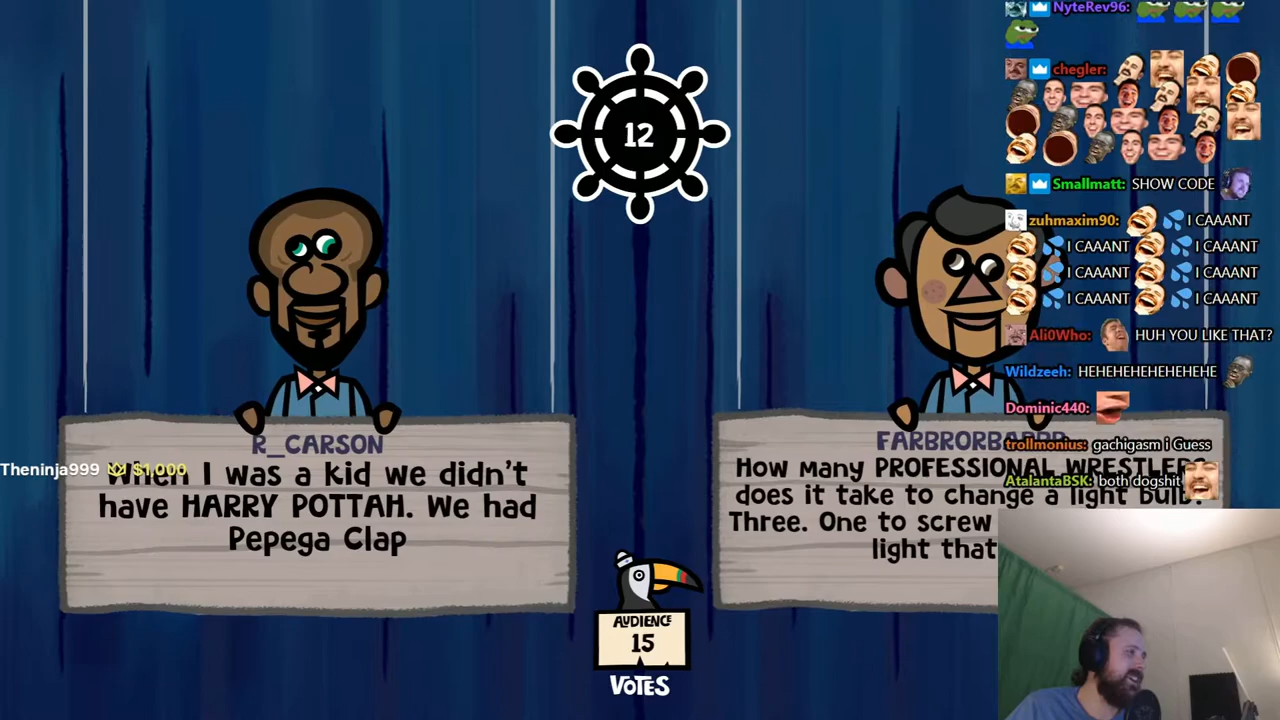 12
R_CARSON
When I was a kid we didn't
have HARRY POTTAH. We had
Pepega Clap
Theninja999 $1,000
AUDIENCE
15
VOTES
How many PROFESSIONAL WRESTLERS
does it take to change a light bulb?
Three. One to screw
light that
NyteRev96:
chegler:
Smallmatt: SHOW CODE
zuhmaxim90: I CAAANT
I CAAANT I CAAANT
I CAAANT I CAAANT
I CAAANT I CAAANT
Ali0Who: HUH YOU LIKE THAT?
Wildzeeh: HEHEHEHEHEHEHEHE
Dominic440:
trollmonius: gachigasm i Guess
AtalantaBSK: both dogshit